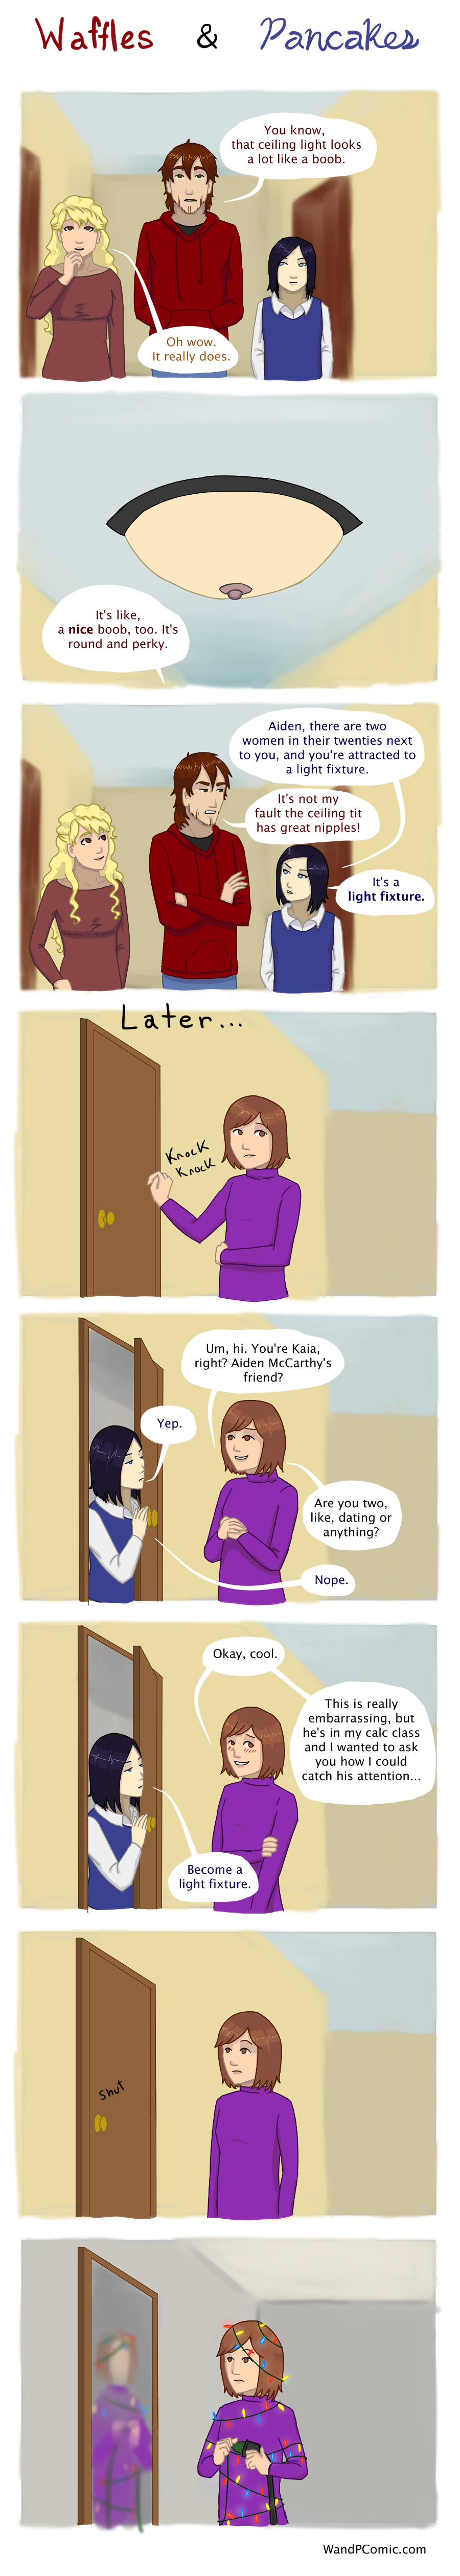 Waffles & Pancakes
You know,
that ceiling light looks
a lot like a boob.
Oh wow.
It really does.
It's like,
a nice boob, too. It's
round and perky.
Aiden, there are two
women in their twenties next
to you, and you're attracted to
a light fixture.
It's not my
fault the ceiling tit
has great nipples!
It's a
light fixture.
Later...
Knock
Knock
Um, hi. You're Kaia,
right? Aiden McCarthy's
friend?
Yep.
Are you two,
like, dating or
anything?
Nope.
Okay, cool.
This is really
embarrassing, but
he's in my calc class
and I wanted to ask
you how I could
catch his attention...
Become a
light fixture.
shut
WandPComic.com